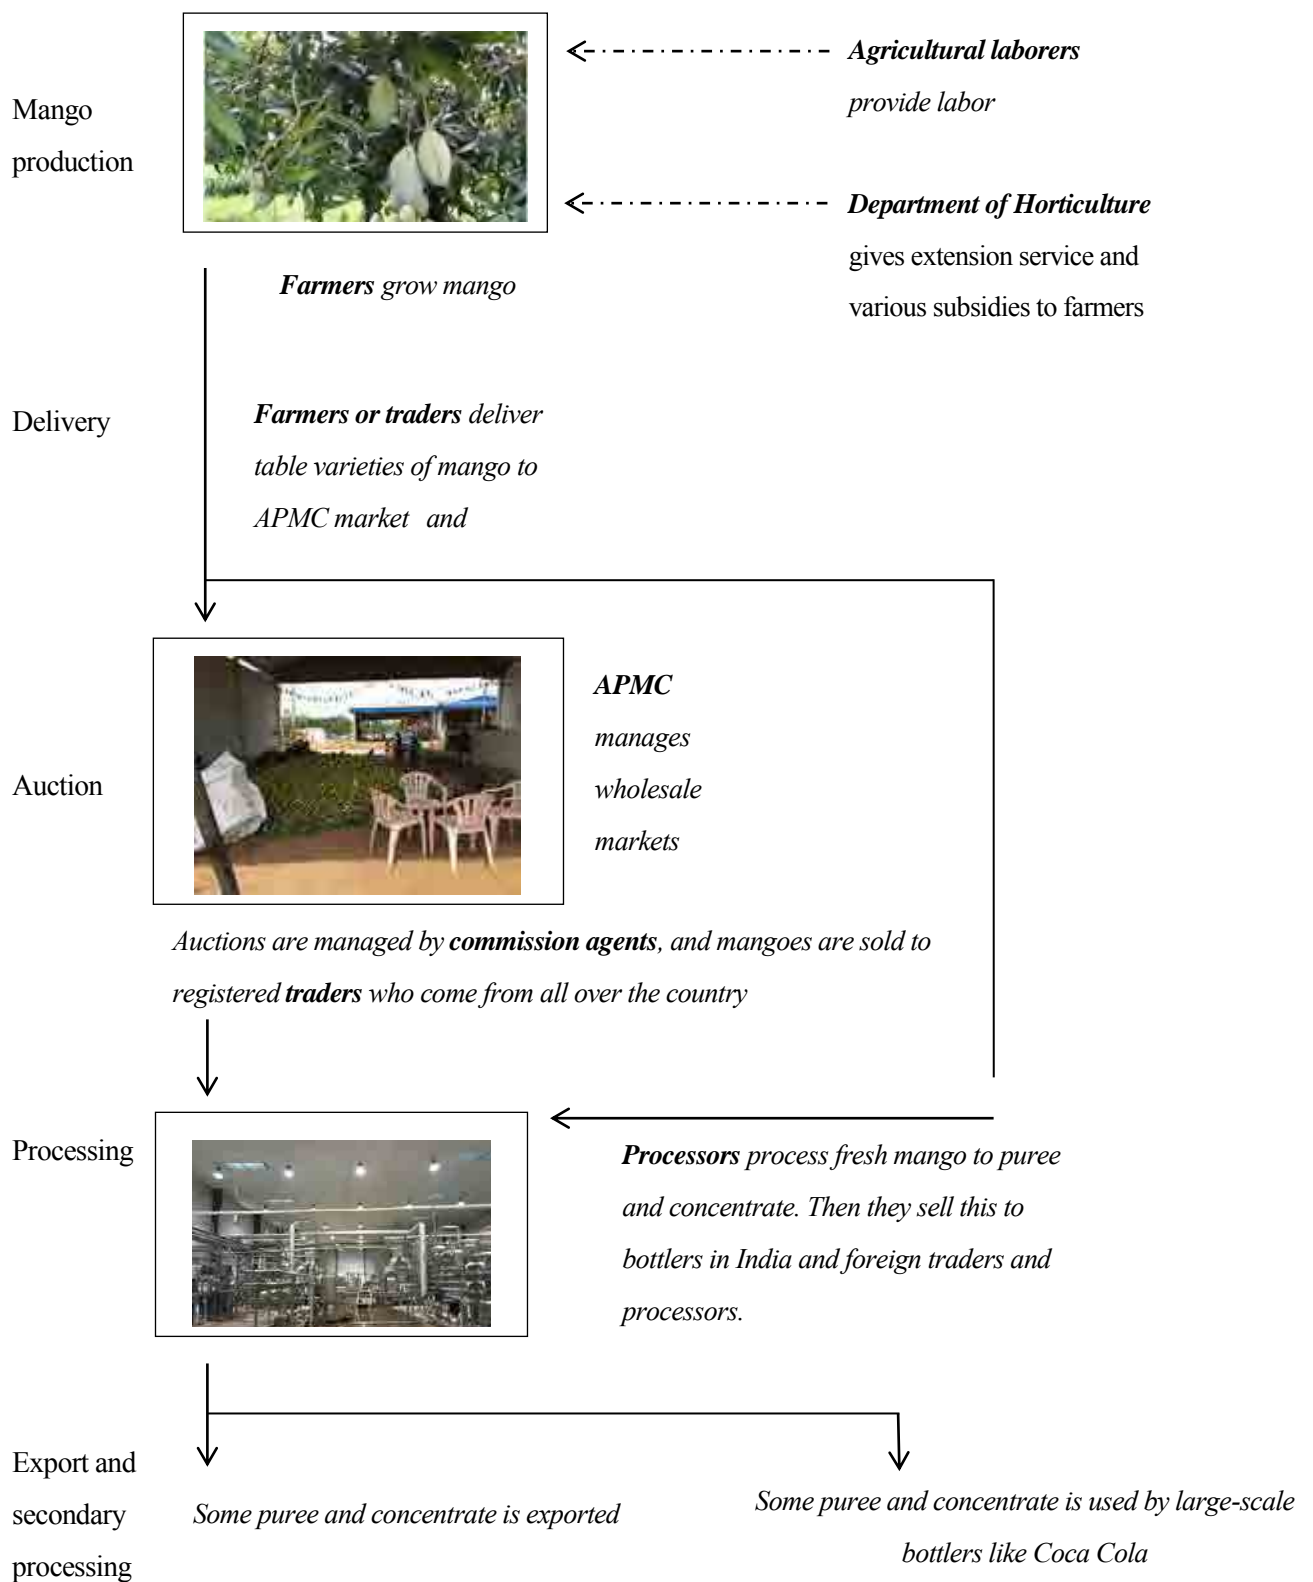 Mango
production
Agricultural laborers
provide labor
Department of Horticulture
gives extension service and
various subsidies to farmers
Farmers grow mango
Delivery
Farmers or traders deliver
table varieties of mango to
APMC market and
Auction
APMC
manages
wholesale
markets
Auctions are managed by commission agents, and mangoes are sold to
registered traders who come from all over the country
Processing
Processors process fresh mango to puree
and concentrate. Then they sell this to
bottlers in India and foreign traders and
processors.
Export and
secondary
processing
Some puree and concentrate is exported
Some puree and concentrate is used by large-scale
bottlers like Coca Cola